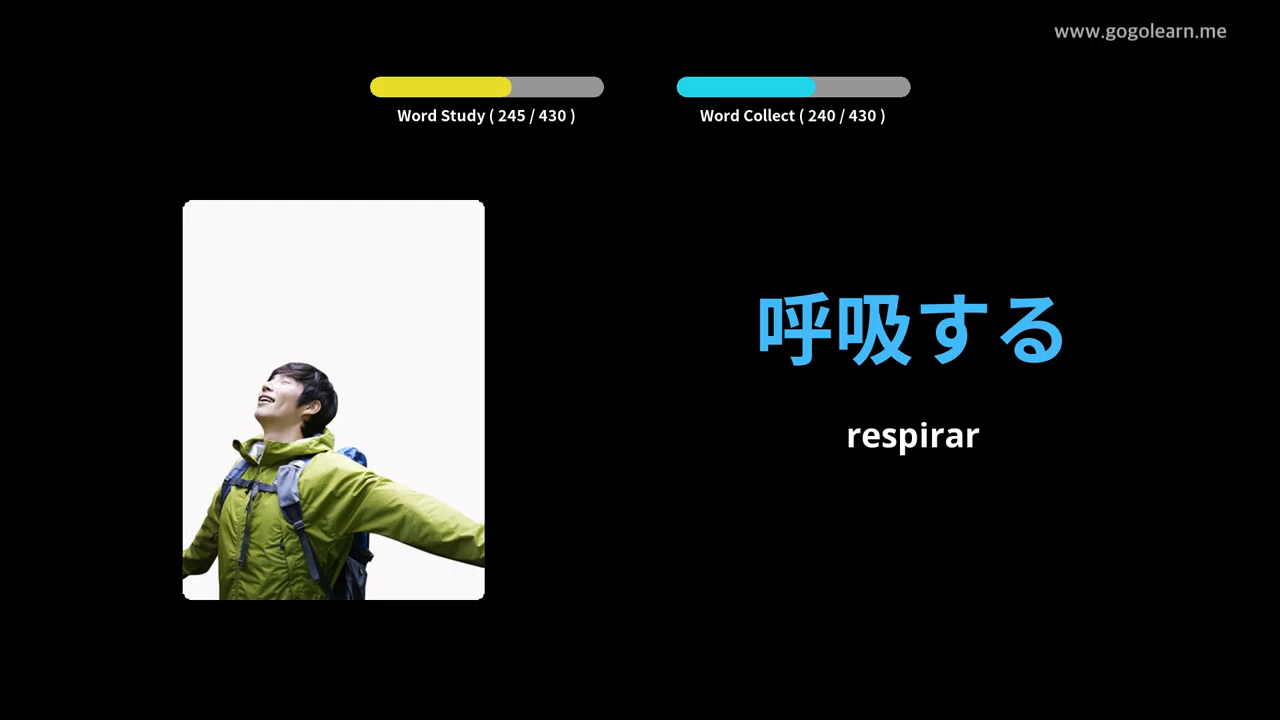 www.gogolearn.me
Word Study ( 245 / 430 )
Word Collect ( 240 / 430 )
呼吸する
respirar